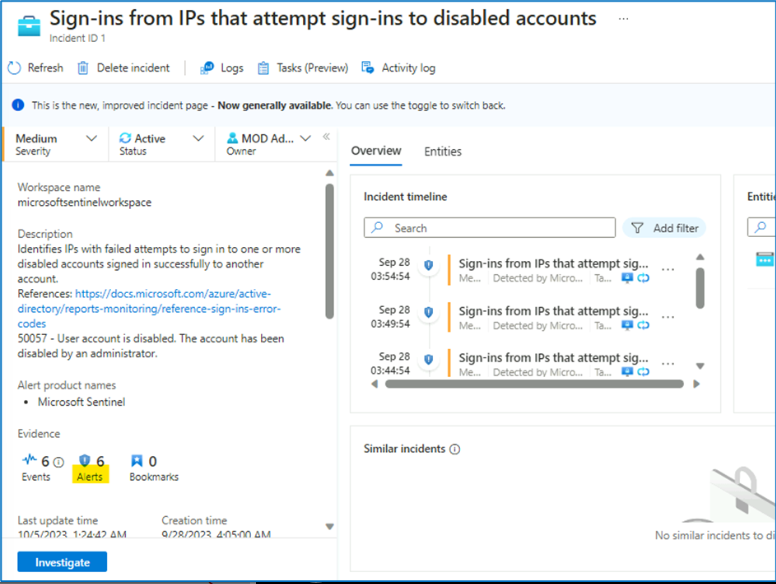 Sign-ins from IPs that attempt sign-ins to disabled accounts ...
Incident ID 1
Refresh Delete incident Logs Tasks (Preview) Activity log
This is the new, improved incident page - Now generally available. You can use the toggle to switch back.
Medium
Severity
Active
Status
MOD Ad...
Owner
Workspace name
microsoftsentinelworkspace
Description
Identifies IPs with failed attempts to sign in to one or more
disabled accounts signed in successfully to another
account.
References: https://docs.microsoft.com/azure/active-
directory/reports-monitoring/reference-sign-ins-error-
codes
50057 - User account is disabled. The account has been
disabled by an administrator.
Alert product names
• Microsoft Sentinel
Evidence
6 6 0
Events Alerts Bookmarks
Last update time Creation time
10/5/2023, 1:24:42 AM 9/28/2023, 4:05:00 AM
Investigate
Overview Entities
Incident timeline
Search Add filter
Sep 28
03:54:54
Sign-ins from IPs that attempt sig...
Me... Detected by Micro... Ta...
Sep 28
03:49:54
Sign-ins from IPs that attempt sig...
Me... Detected by Micro... Ta...
Sep 28
03:44:54
Sign-ins from IPs that attempt sig...
Me... Detected by Micro... Ta...
Similar incidents
No similar incidents to di
Entiti